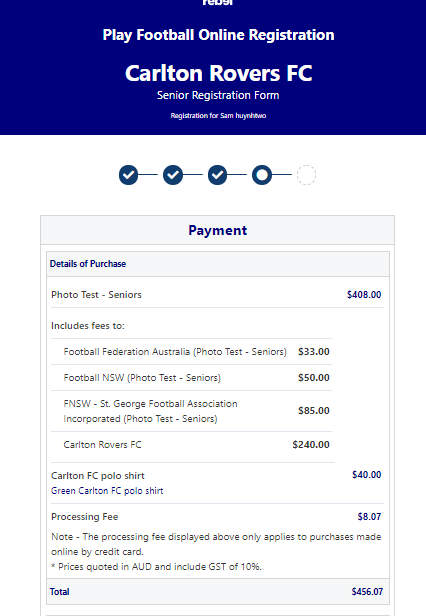 rebel
Play Football Online Registration
Carlton Rovers FC
Senior Registration Form
Registration for Sam huynhtwo
Payment
Details of Purchase
Photo Test - Seniors $408.00
Includes fees to:
Football Federation Australia (Photo Test - Seniors) $33.00
Football NSW (Photo Test - Seniors) $50.00
FNSW - St. George Football Association
Incorporated (Photo Test - Seniors) $85.00
Carlton Rovers FC $240.00
Carlton FC polo shirt $40.00
Green Carlton FC polo shirt
Processing Fee $8.07
Note - The processing fee displayed above only applies to purchases made
online by credit card.
* Prices quoted in AUD and include GST of 10%.
Total $456.07